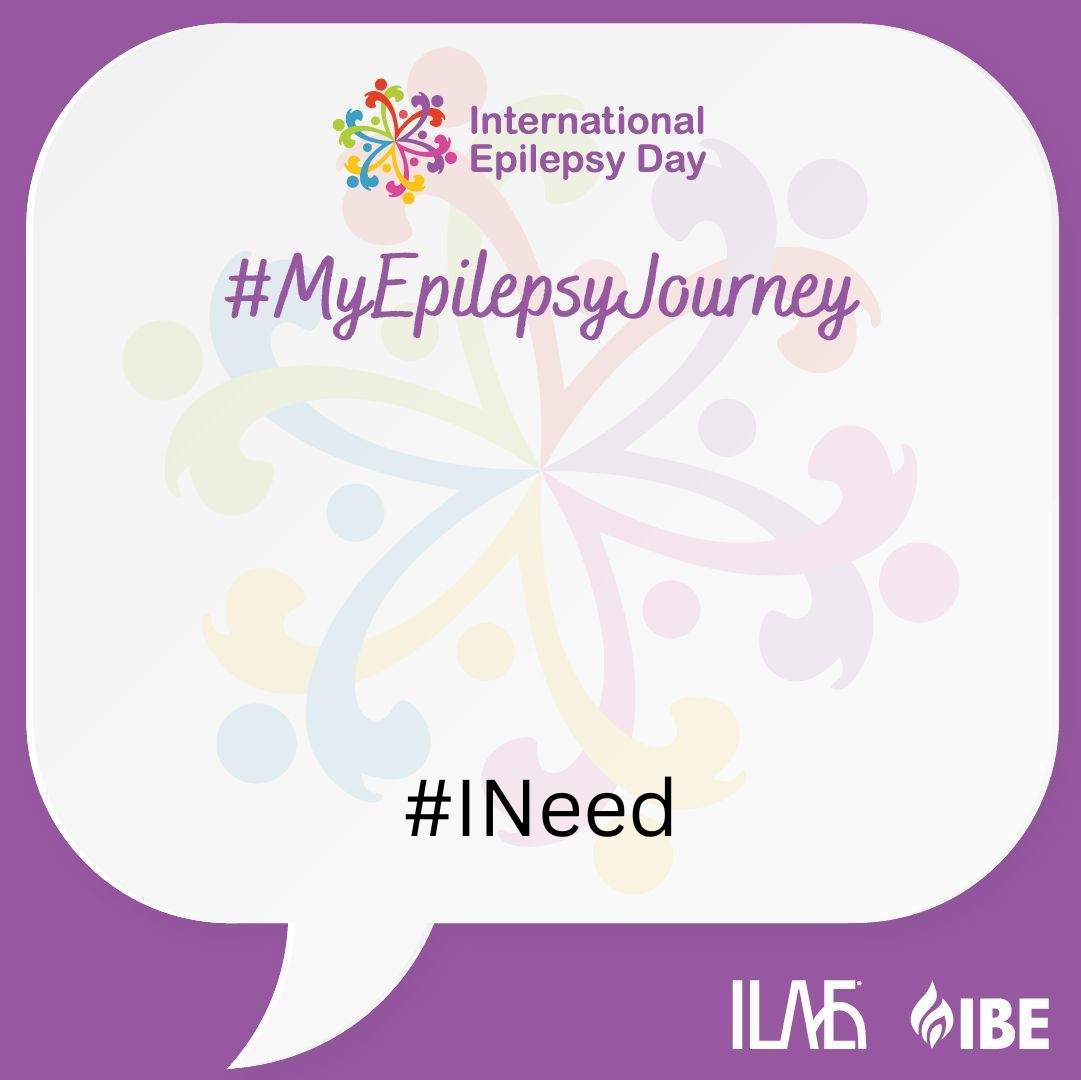 International
Epilepsy Day
#MyEpilepsyJourney
#INeed
ILAE
IBE